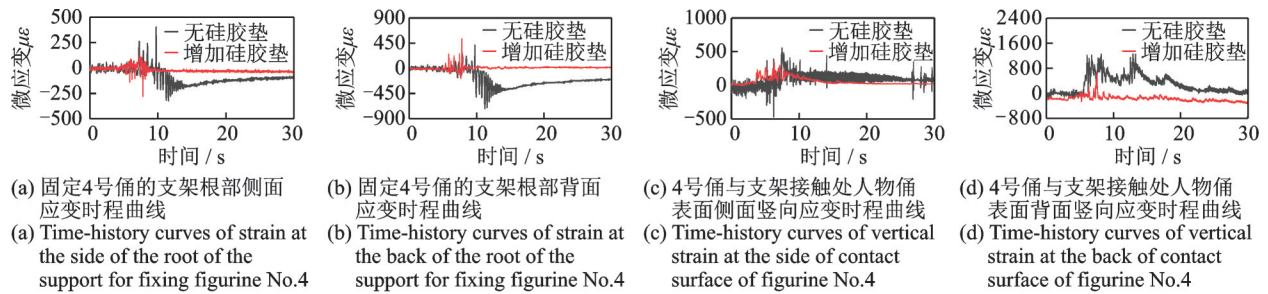 500
250
0
−250
−500
微应变με
无硅胶垫
增加硅胶垫
0 10 20 30
时间 / s
900
450
0
−450
−900
微应变με
无硅胶垫
增加硅胶垫
0 10 20 30
时间 / s
1000
500
0
−500
微应变με
无硅胶垫
增加硅胶垫
0 10 20 30
时间 / s
2400
1600
800
0
−800
微应变με
无硅胶垫
增加硅胶垫
0 10 20 30
时间 / s
(a) 固定4号俑的支架根部侧面
应变时程曲线
(a) Time-history curves of strain at
the side of the root of the
support for fixing figurine No.4
(b) 固定4号俑的支架根部背面
应变时程曲线
(b) Time-history curves of strain at
the back of the root of the
support for fixing figurine No.4
(c) 4号俑与支架接触处人物俑
表面侧面竖向应变时程曲线
(c) Time-history curves of vertical
strain at the side of contact
surface of figurine No.4
(d) 4号俑与支架接触处人物俑
表面背面竖向应变时程曲线
(d) Time-history curves of vertical
strain at the back of contact
surface of figurine No.4